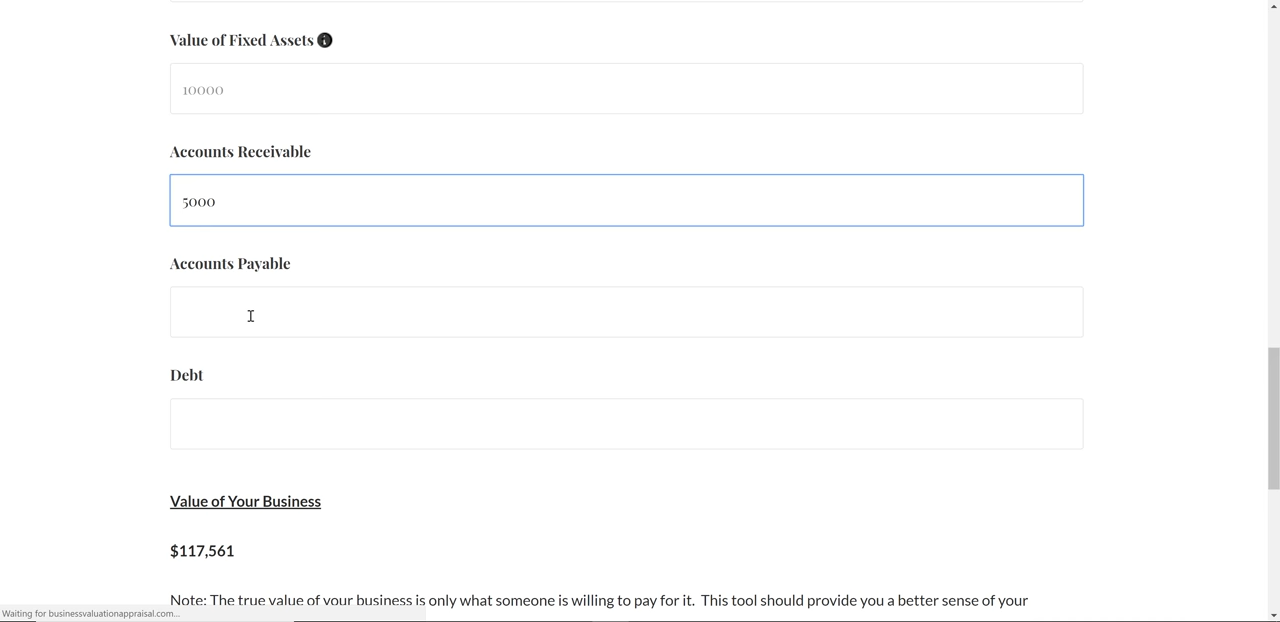 Value of Fixed Assets
10000
Accounts Receivable
5000
Accounts Payable
Debt
Value of Your Business
$117,561
Note: The true value of your business is only what someone is willing to pay for it. This tool should provide you a better sense of your
Waiting for businessvaluationappraisal.com...